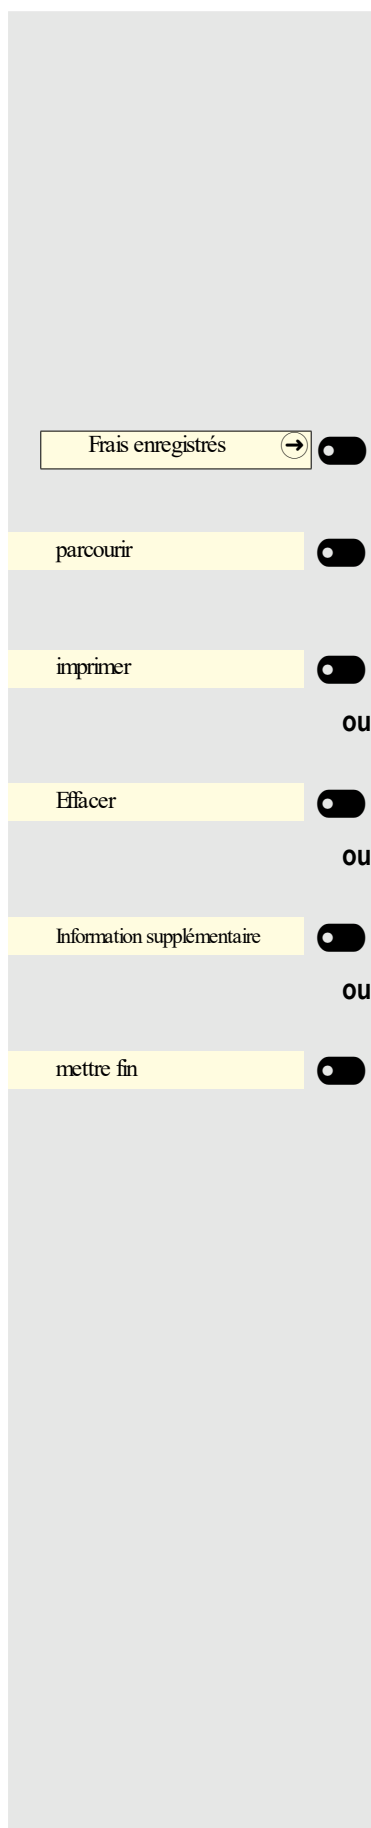 Frais enregistrés
parcourir
imprimer
ou
Effacer
ou
Information supplémentaire
ou
mettre fin